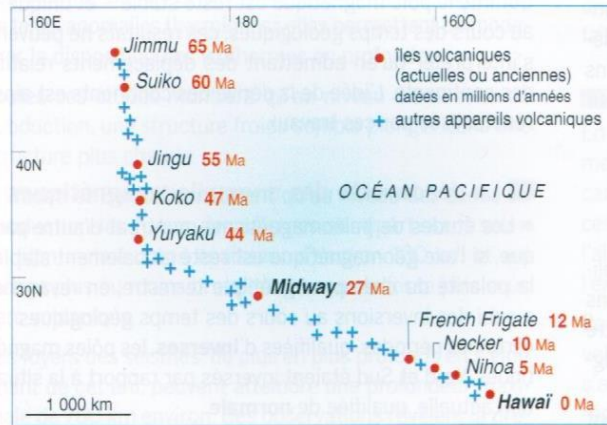 160E
180
160O
Jimmu 65 Ma
îles volcaniques
(actuelles ou anciennes)
datées en millions d'années
Suiko 60 Ma
autres appareils volcaniques
40N
Jingu 55 Ma
Koko 47 Ma
OCÉAN PACIFIQUE
Yuryaku 44 Ma
30N
Midway 27 Ma
French Frigate 12 Ma
Necker 10 Ma
Nihoa 5 Ma
Hawaï 0 Ma
1 000 km